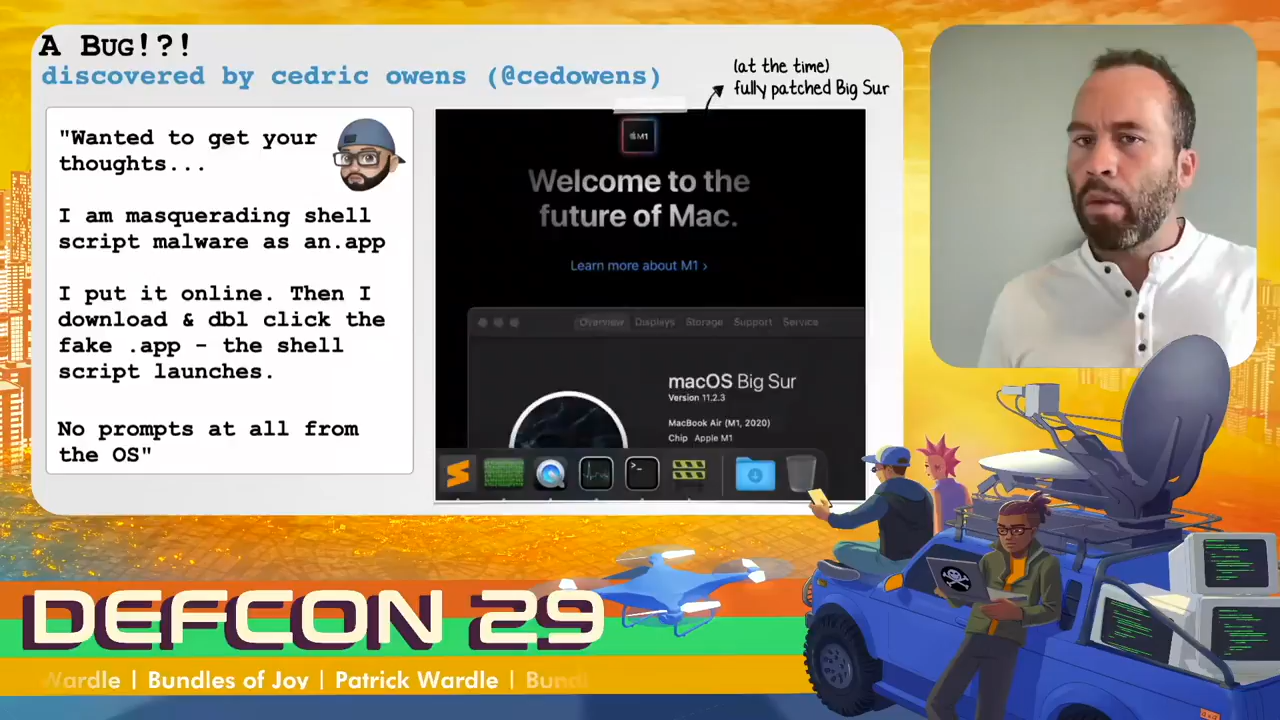 A Bug!?!
discovered by cedric owens (@cedowens)
(at the time)
fully patched Big Sur
"Wanted to get your
thoughts...
I am masquerading shell
script malware as an.app
I put it online. Then I
download & dbl click the
fake .app - the shell
script launches.
No prompts at all from
the OS"
M1
Welcome to the
future of Mac.
Learn more about M1 >
Overview Displays Storage Support Service
macOS Big Sur
Version 11.2.3
MacBook Air (M1, 2020)
Chip Apple M1
DEFCON 29
Wardle | Bundles of Joy | Patrick Wardle | Bund